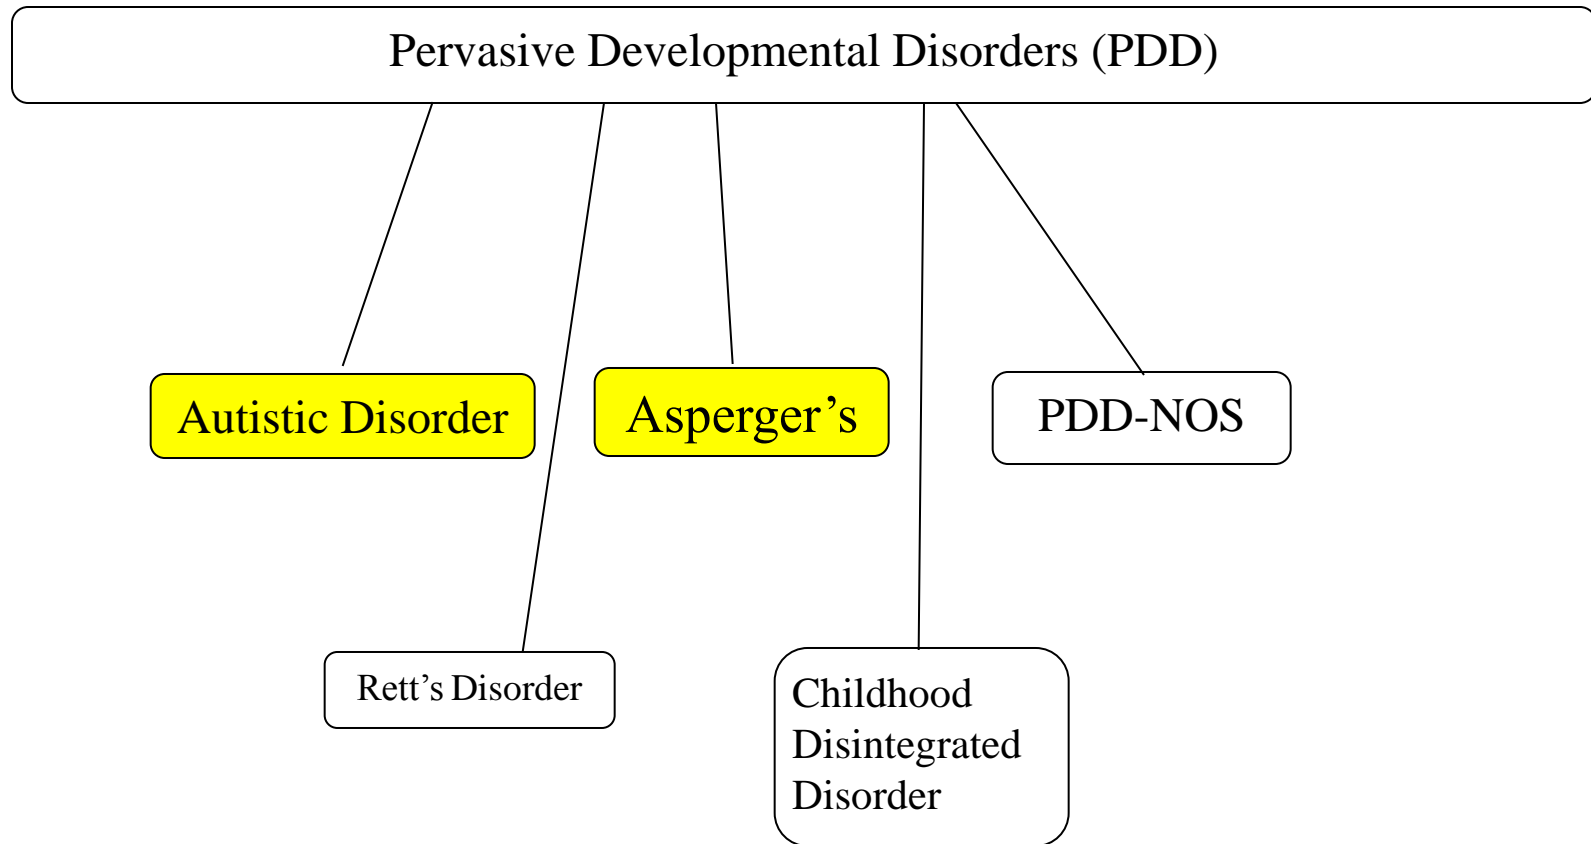 Pervasive Developmental Disorders (PDD)
Autistic Disorder
Asperger’s
PDD-NOS
Rett’s Disorder
Childhood
Disintegrated
Disorder